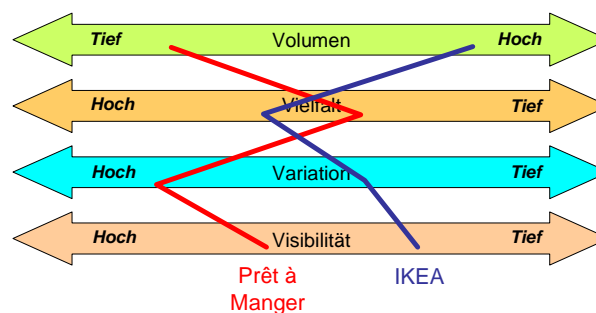 Tief Volumen Hoch
Hoch Vielfalt Tief
Hoch Variation Tief
Hoch Visibilität Tief
Prêt à IKEA
Manger